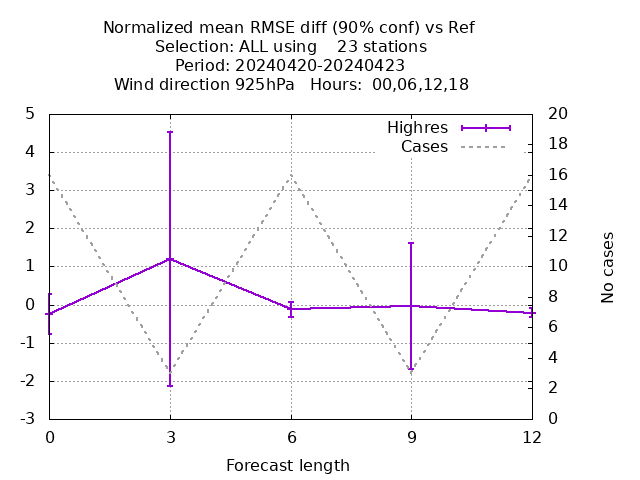 Normalized mean RMSE diff (90% conf) vs Ref
Selection: ALL using    23 stations
Period: 20240420-20240423
Wind direction 925hPa   Hours:  00,06,12,18
5
4
3
2
1
0
-1
-2
-3
Highres
Cases
20
18
16
14
12
10
8
6
4
2
0
No cases
0 3 6 9 12
Forecast length